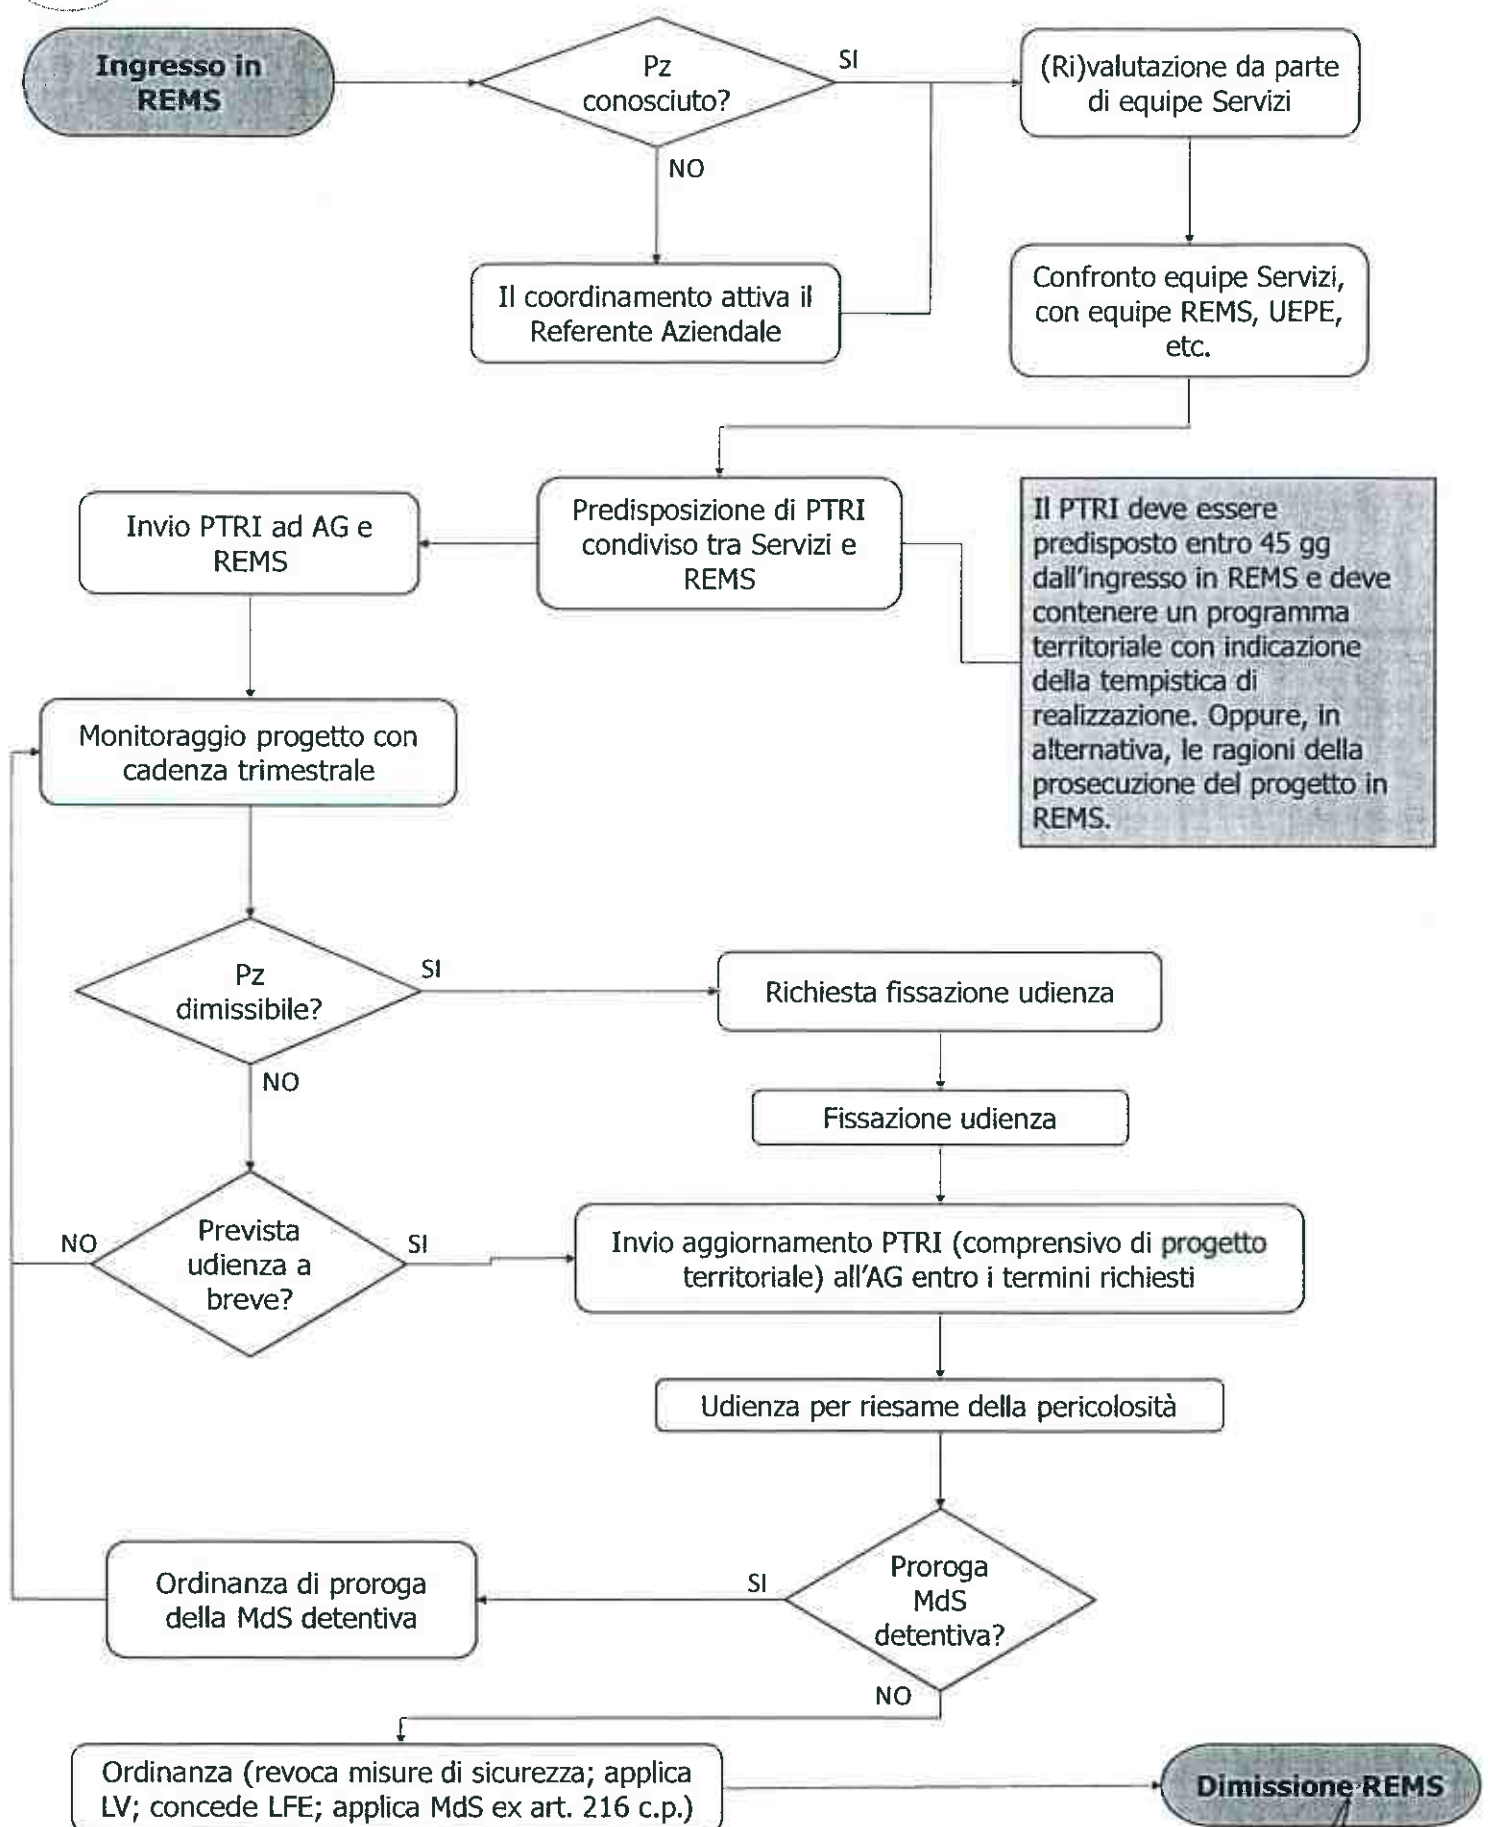 Ingresso in
REMS
Pz
conosciuto?
SI
(Ri)valutazione da parte
di equipe Servizi
NO
Il coordinamento attiva il
Referente Aziendale
Confronto equipe Servizi,
con equipe REMS, UEPE,
etc.
Invio PTRI ad AG e
REMS
Predisposizione di PTRI
condiviso tra Servizi e
REMS
Il PTRI deve essere
predisposto entro 45 gg
dall'ingresso in REMS e deve
contenere un programma
territoriale con indicazione
della tempistica di
realizzazione. Oppure, in
alternativa, le ragioni della
prosecuzione del progetto in
REMS.
Monitoraggio progetto con
cadenza trimestrale
Pz
dimissibile?
SI
Richiesta fissazione udienza
NO
Fissazione udienza
NO
Prevista
udienza a
breve?
SI
Invio aggiornamento PTRI (comprensivo di progetto
territoriale) all'AG entro i termini richiesti
Udienza per riesame della pericolosità
Ordinanza di proroga
della MdS detentiva
SI
Proroga
MdS
detentiva?
NO
Ordinanza (revoca misure di sicurezza; applica
LV; concede LFE; applica MdS ex art. 216 c.p.)
Dimissione REMS